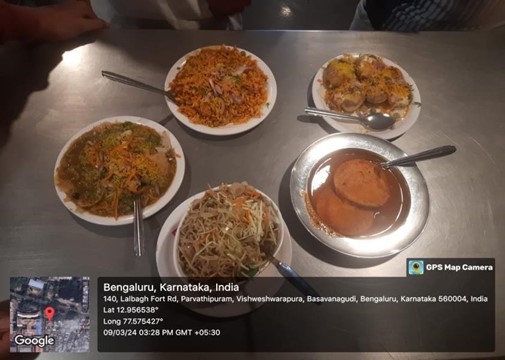 GPS Map Camera
Bengaluru, Karnataka, India
140, Lalbagh Fort Rd, Parvathipuram, Vishweshwarapura, Basavanagudi, Bengaluru, Karnataka 560004, India
Lat 12.956538°
Long 77.575427°
09/03/24 03:28 PM GMT +05:30
Google